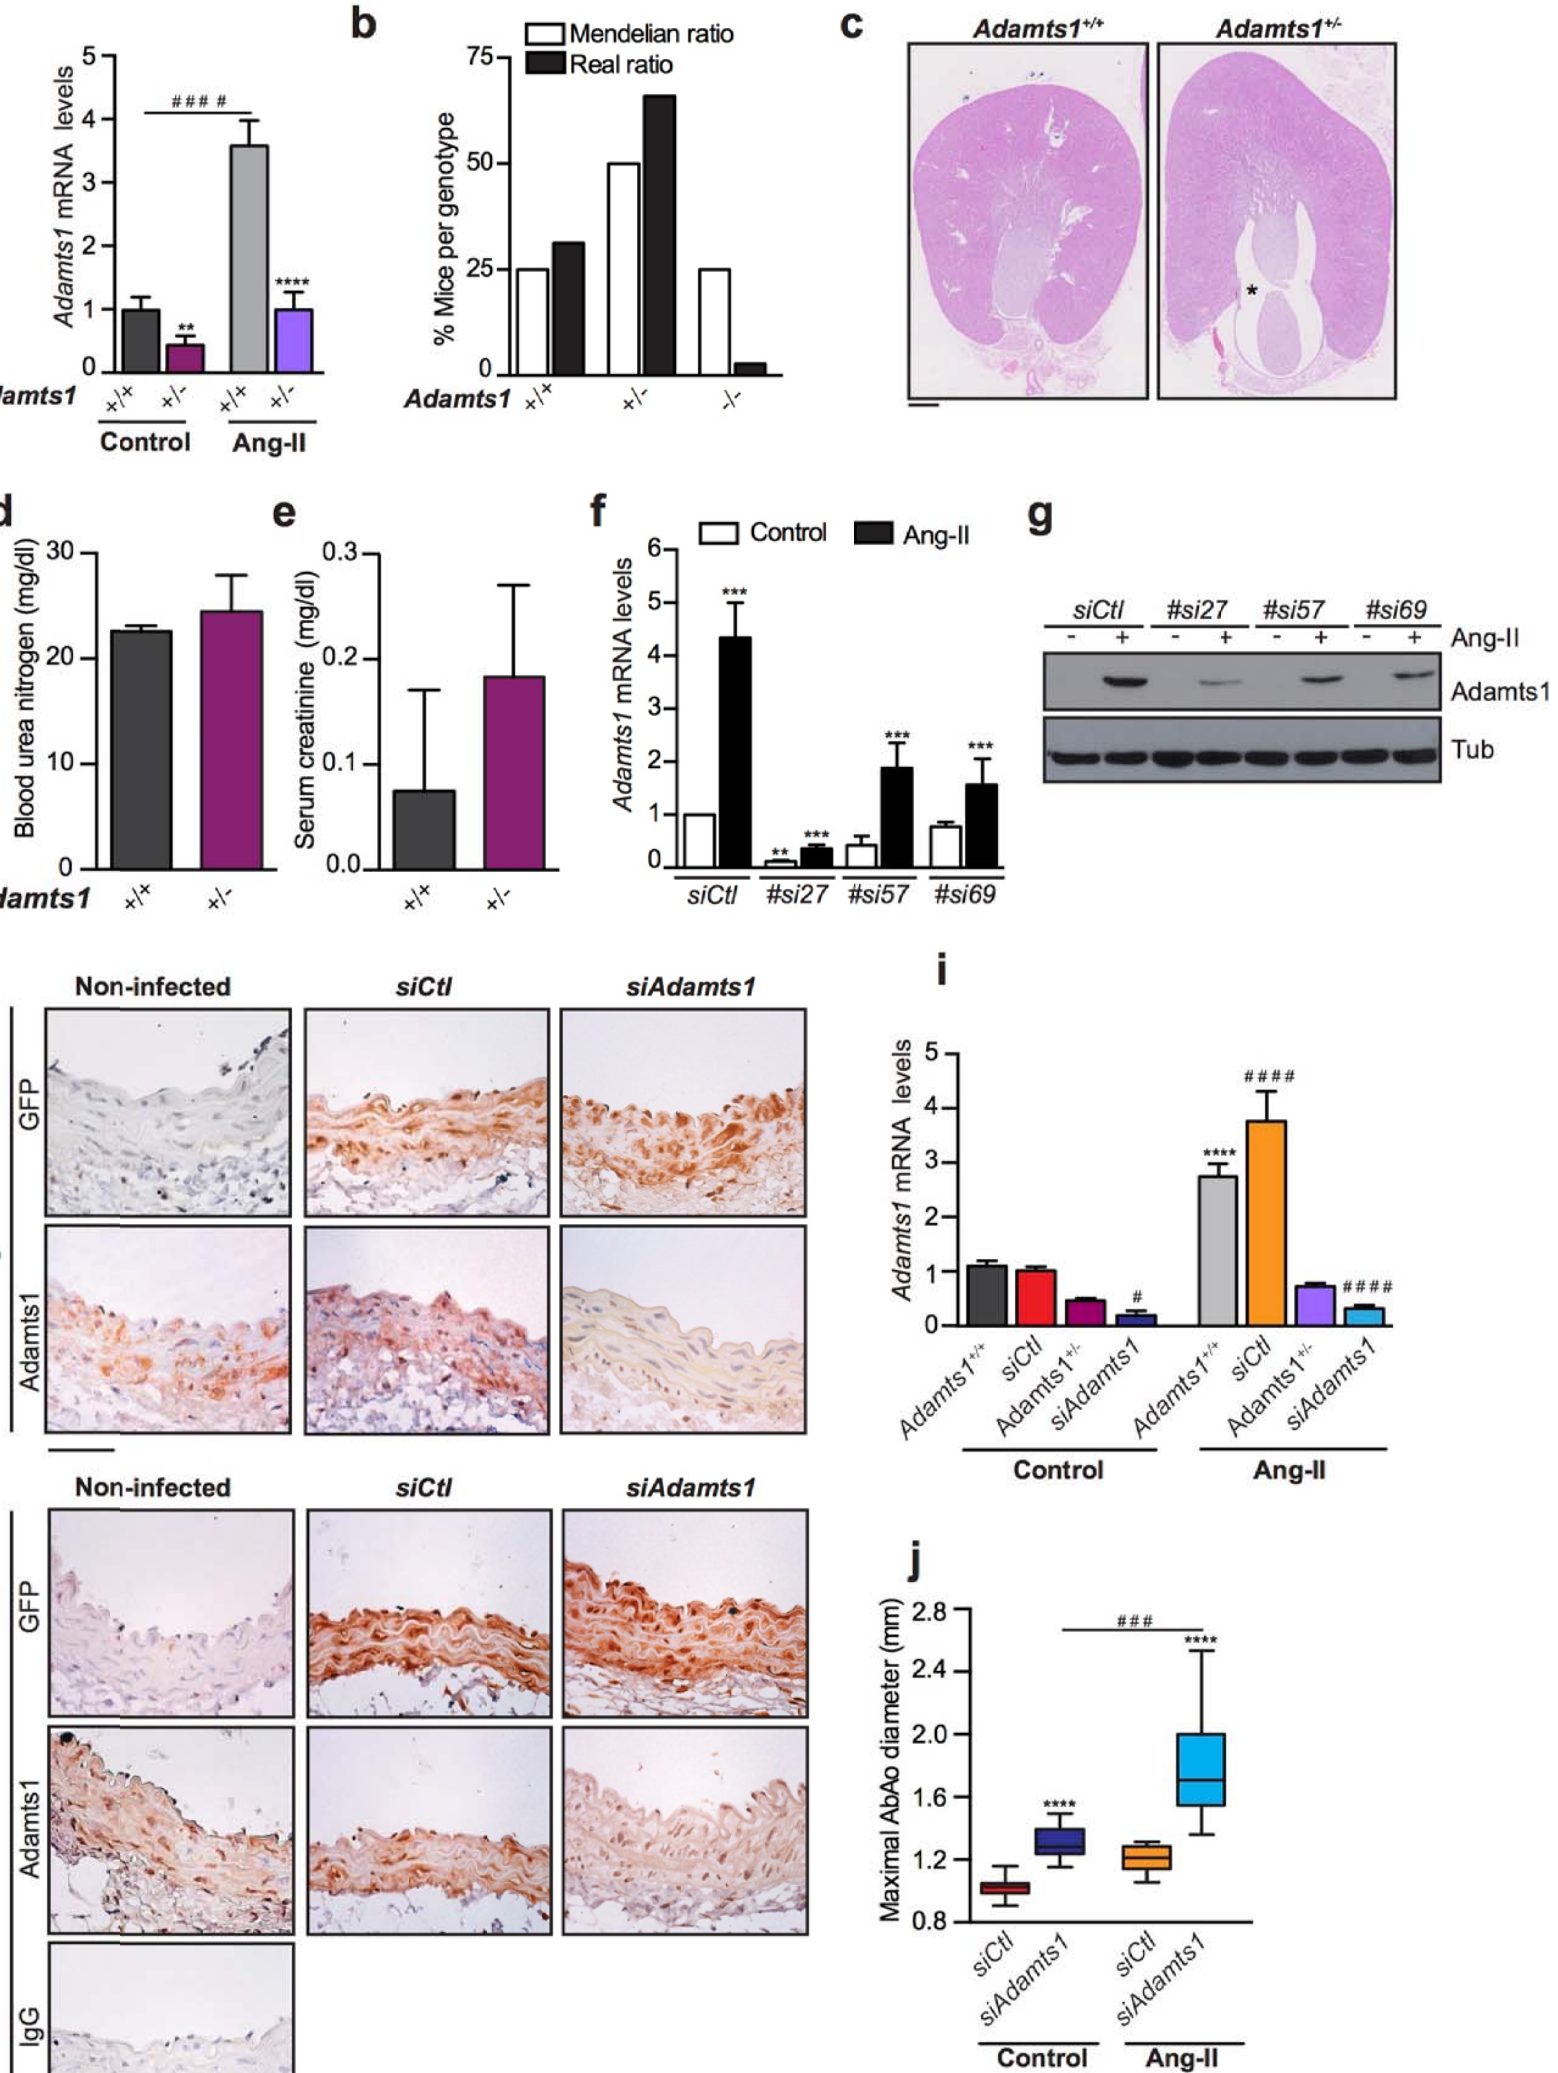 b
Mendelian ratio
Real ratio
c
Adamts1+/+
Adamts1+/-
Adamts1 mRNA levels
5
4
3
2
1
0
####
**
****
+/+
+/-
+/+
+/-
Control
Ang-II
% Mice per genotype
75
50
25
0
Adamts1
+/+
+/-
-/-
*
d
Blood urea nitrogen (mg/dl)
30
20
10
0
+/+
+/-
e
Serum creatinine (mg/dl)
0.3
0.2
0.1
0.0
+/+
+/-
f
Control
Ang-II
Adamts1 mRNA levels
6
5
4
3
2
1
0
***
**
***
***
***
siCtl
#si27
#si57
#si69
g
siCtl
#si27
#si57
#si69
- + - + - + - +
Ang-II
Adamts1
Tub
Non-infected
siCtl
siAdamts1
GFP
Adamts1
Non-infected
siCtl
siAdamts1
GFP
Adamts1
IgG
i
Adamts1 mRNA levels
5
4
3
2
1
0
#
****
####
####
Adamts1+/+
siCtl
Adamts1+/-
siAdamts1
Adamts1+/+
siCtl
Adamts1+/-
siAdamts1
Control
Ang-II
j
Maximal AbAo diameter (mm)
2.8
2.4
2.0
1.6
1.2
0.8
###
****
****
siCtl
siAdamts1
siCtl
siAdamts1
Control
Ang-II